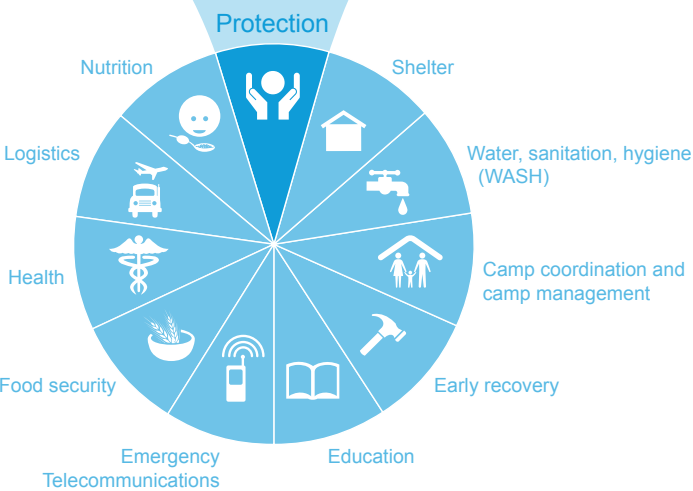 Protection
Shelter
Water, sanitation, hygiene
(WASH)
Camp coordination and
camp management
Early recovery
Education
Emergency
Telecommunications
Food security
Health
Logistics
Nutrition